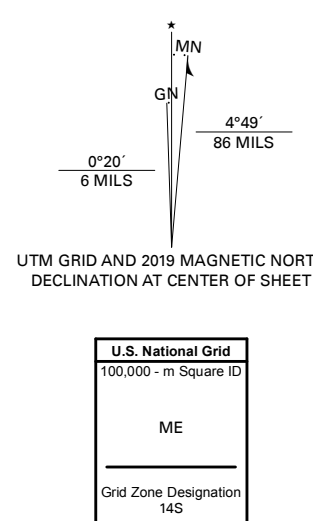 ★
MN
GN
4°49´
86 MILS
0°20´
6 MILS
UTM GRID AND 2019 MAGNETIC NORT
DECLINATION AT CENTER OF SHEET
U.S. National Grid
100,000 - m Square ID
ME
Grid Zone Designation
14S